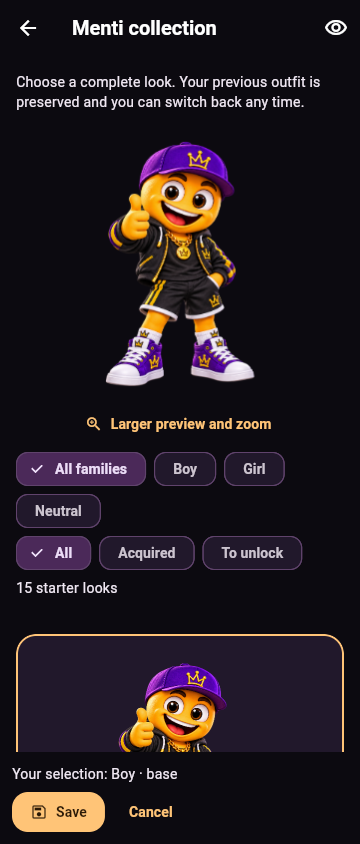 Menti collection
Choose a complete look. Your previous outfit is
preserved and you can switch back any time.
Larger preview and zoom
All families
Boy
Girl
Neutral
All
Acquired
To unlock
15 starter looks
Your selection: Boy · base
Save
Cancel